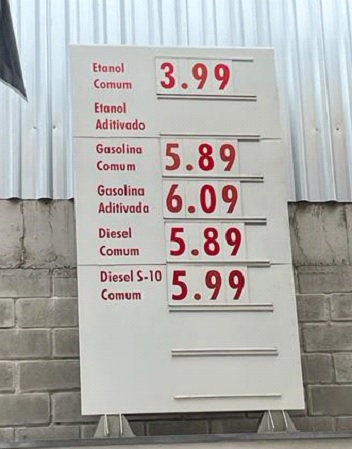 Etanol
Comum 3.99
Etanol
Aditivado
Gasolina
Comum 5.89
Gasolina
Aditivada 6.09
Diesel
Comum 5.89
Diesel S-10
Comum 5.99